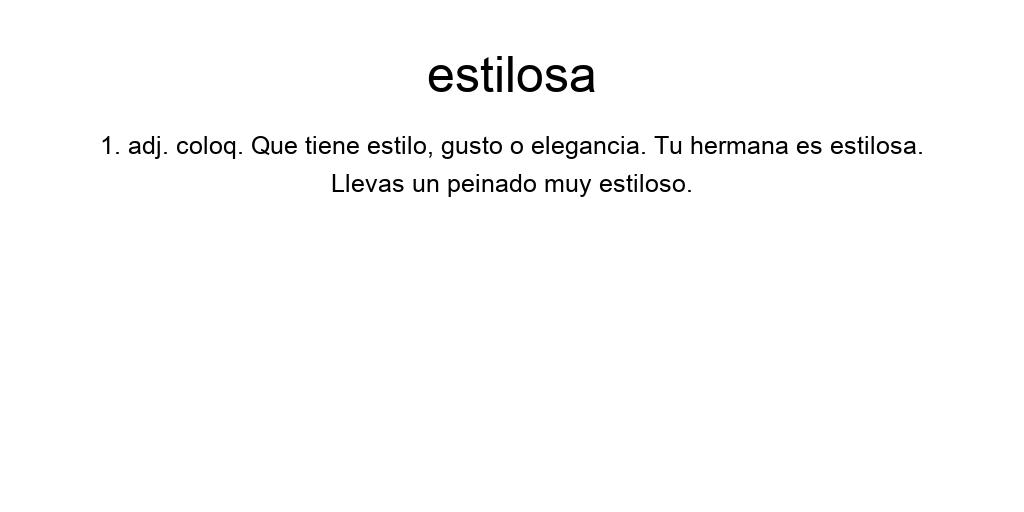 estilosa
1. adj. coloq. Que tiene estilo, gusto o elegancia. Tu hermana es estilosa.
Llevas un peinado muy estiloso.